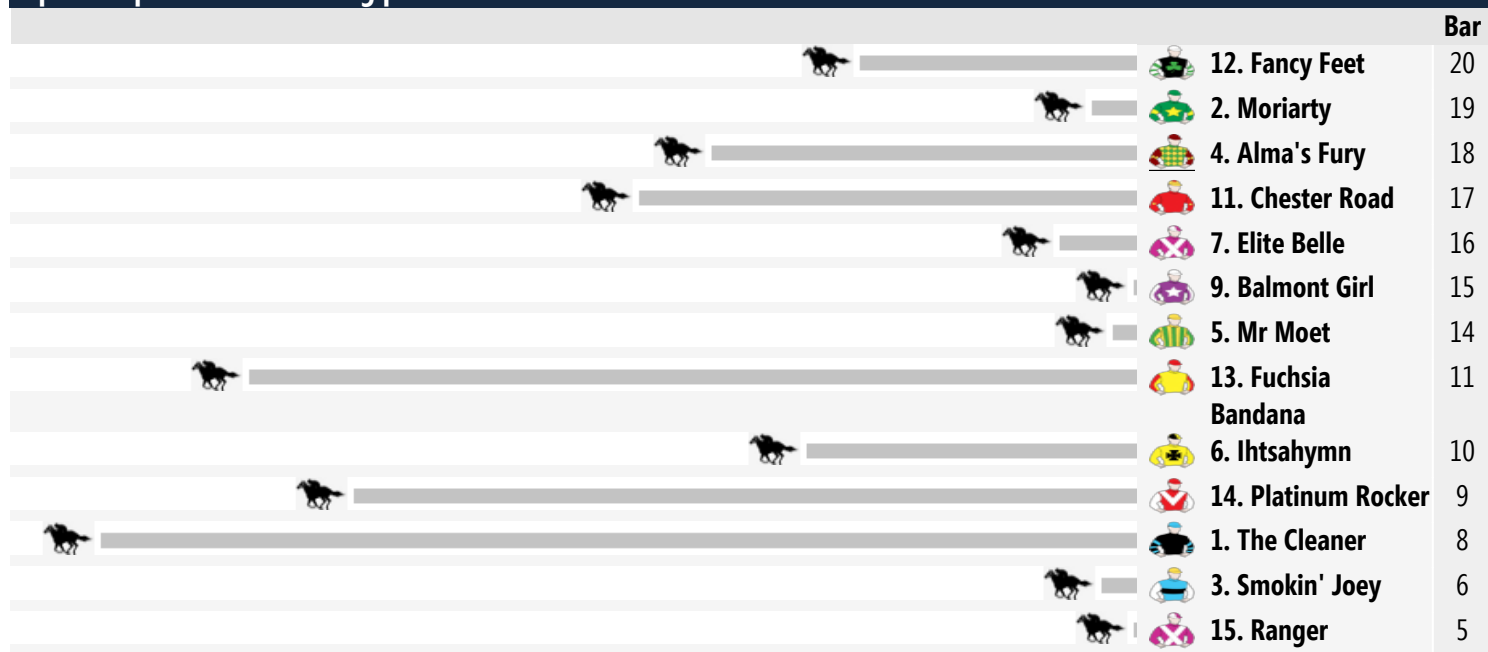 Bar
12. Fancy Feet 20
2. Moriarty 19
4. Alma's Fury 18
11. Chester Road 17
7. Elite Belle 16
9. Balmont Girl 15
5. Mr Moet 14
13. Fuchsia 11
Bandana
6. Ihtsahymn 10
14. Platinum Rocker 9
1. The Cleaner 8
3. Smokin' Joey 6
15. Ranger 5